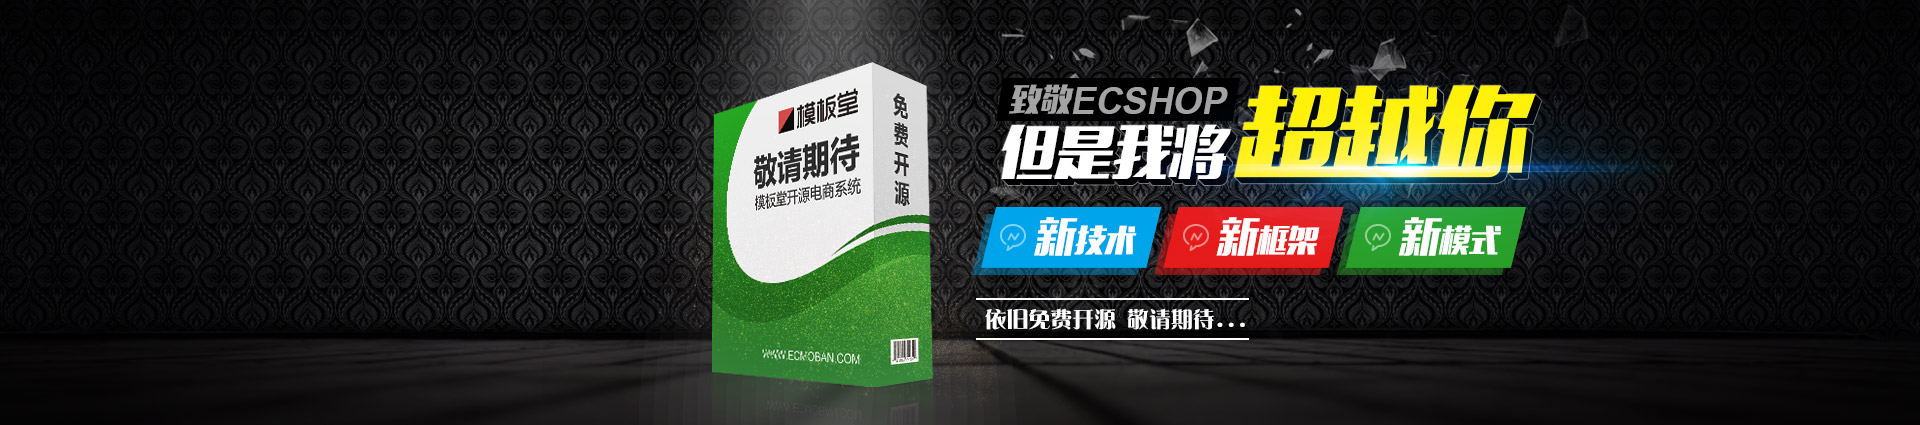 模板堂
敬请期待
模板堂开源电商系统
WWW.ECMOBAN.COM
免费开源
致敬ECSHOP
但是我将超越你
新技术
新框架
新模式
依旧免费开源 敬请期待...